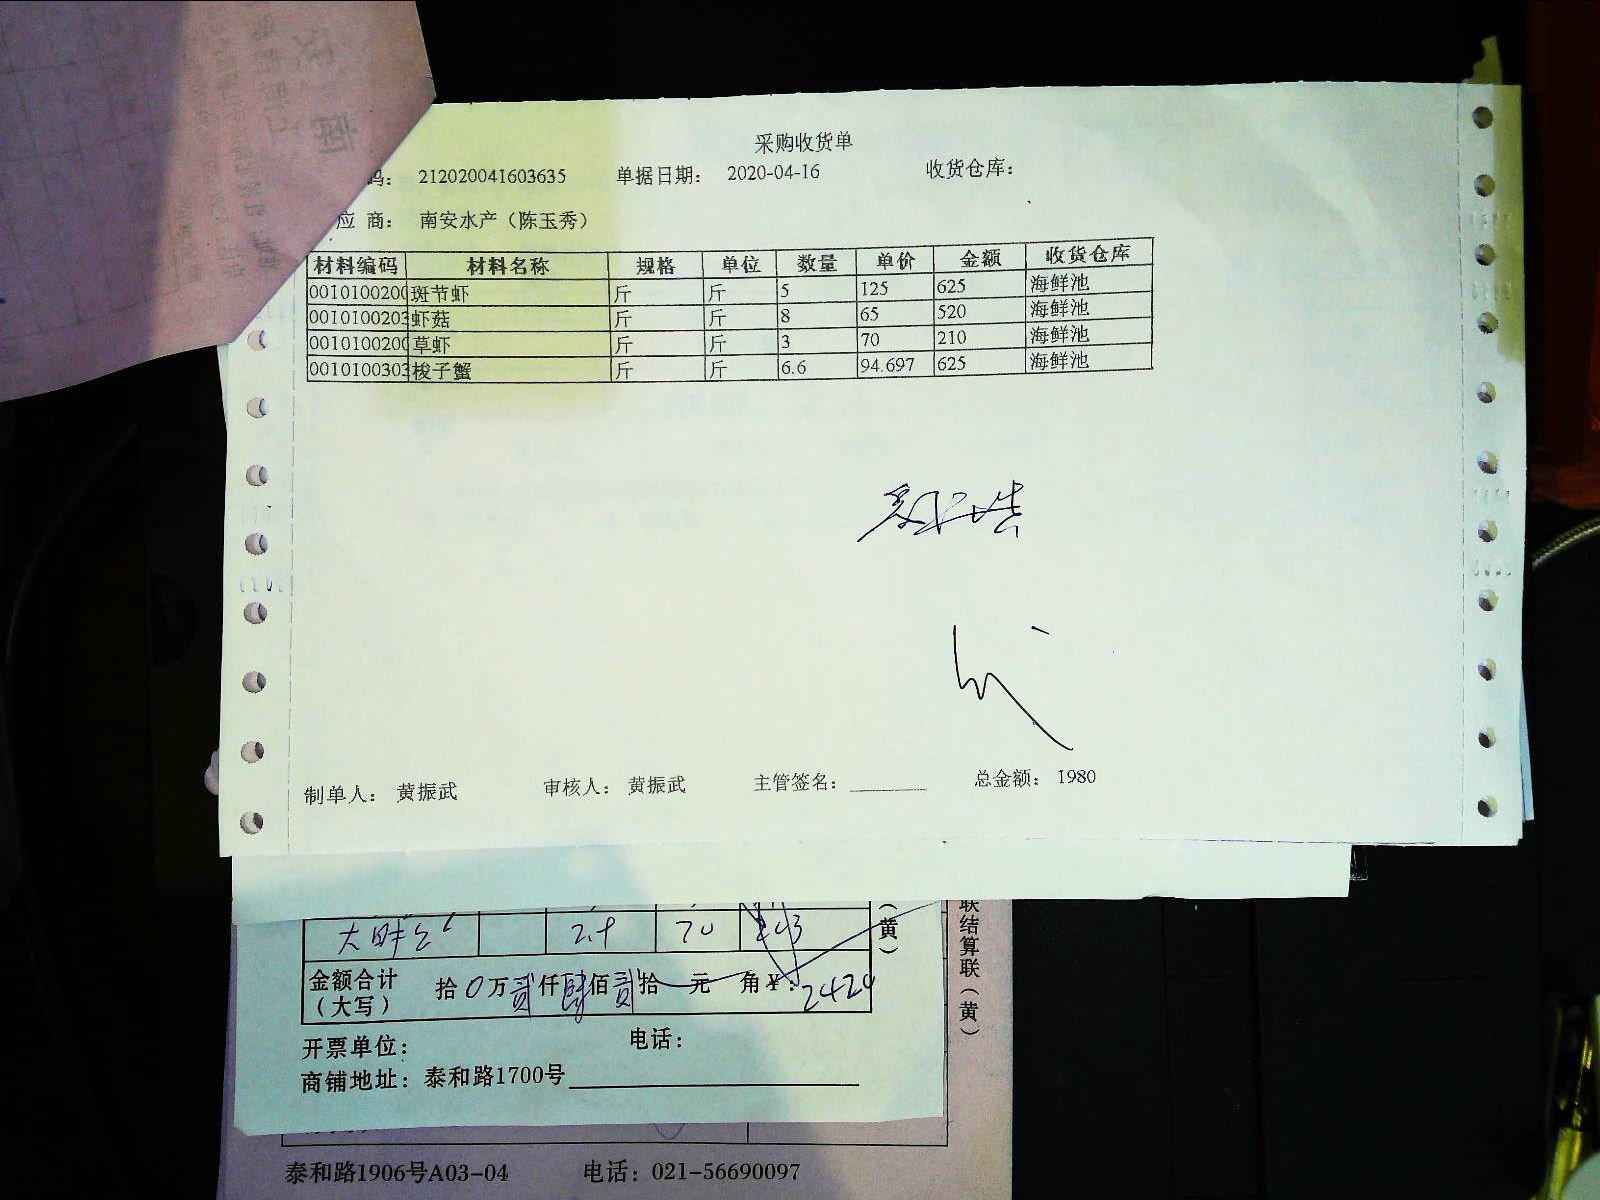 采购收货单
码： 212020041603635 单据日期： 2020-04-16 收货仓库：
应 商： 南安水产（陈玉秀）
材料编码 材料名称 规格 单位 数量 单价 金额 收货仓库
0010100200 斑节虾 斤 斤 5 125 625 海鲜池
0010100203 虾菇 斤 斤 8 65 520 海鲜池
0010100200 草虾 斤 斤 3 70 210 海鲜池
0010100303 梭子蟹 斤 斤 6.6 94.697 625 海鲜池
制单人： 黄振武 审核人： 黄振武 主管签名： 总金额： 1980
大 2.9 70 203
金额合计
（大写） 拾0万贰仟肆佰贰拾 元 角¥：2420
（黄）
开票单位： 电话：
商铺地址：泰和路1700号
联结算联（黄）
泰和路1906号A03-04 电话：021-56690097